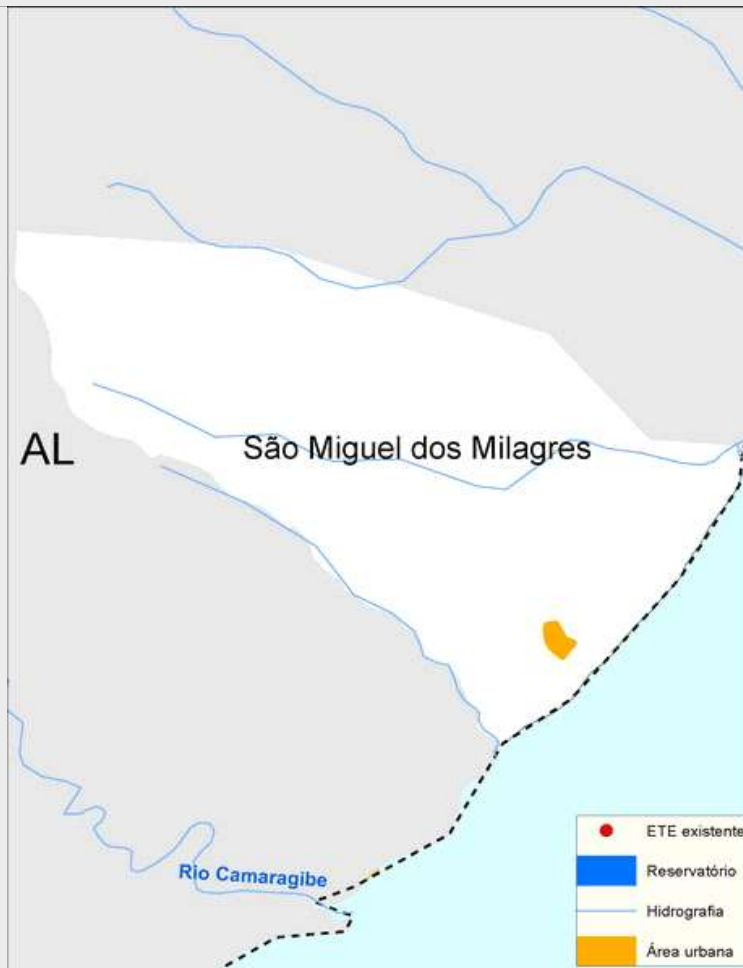 AL
São Miguel dos Milagres
Rio Camaragibe
ETE existente
Reservatório
Hidrografia
Área urbana